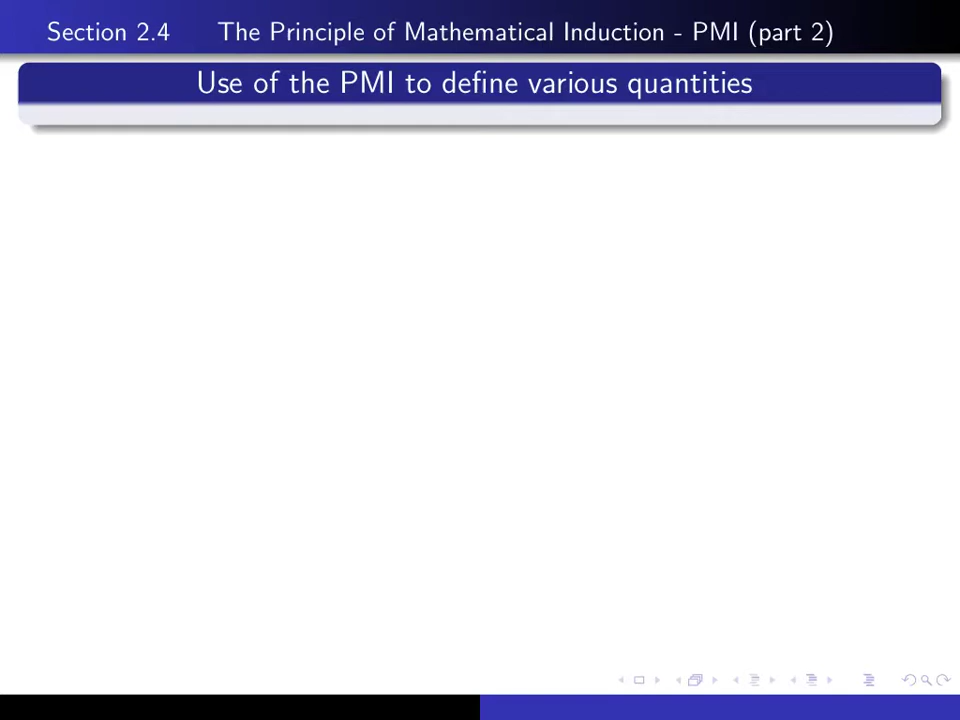 Section 2.4 The Principle of Mathematical Induction - PMI (part 2)
Use of the PMI to define various quantities